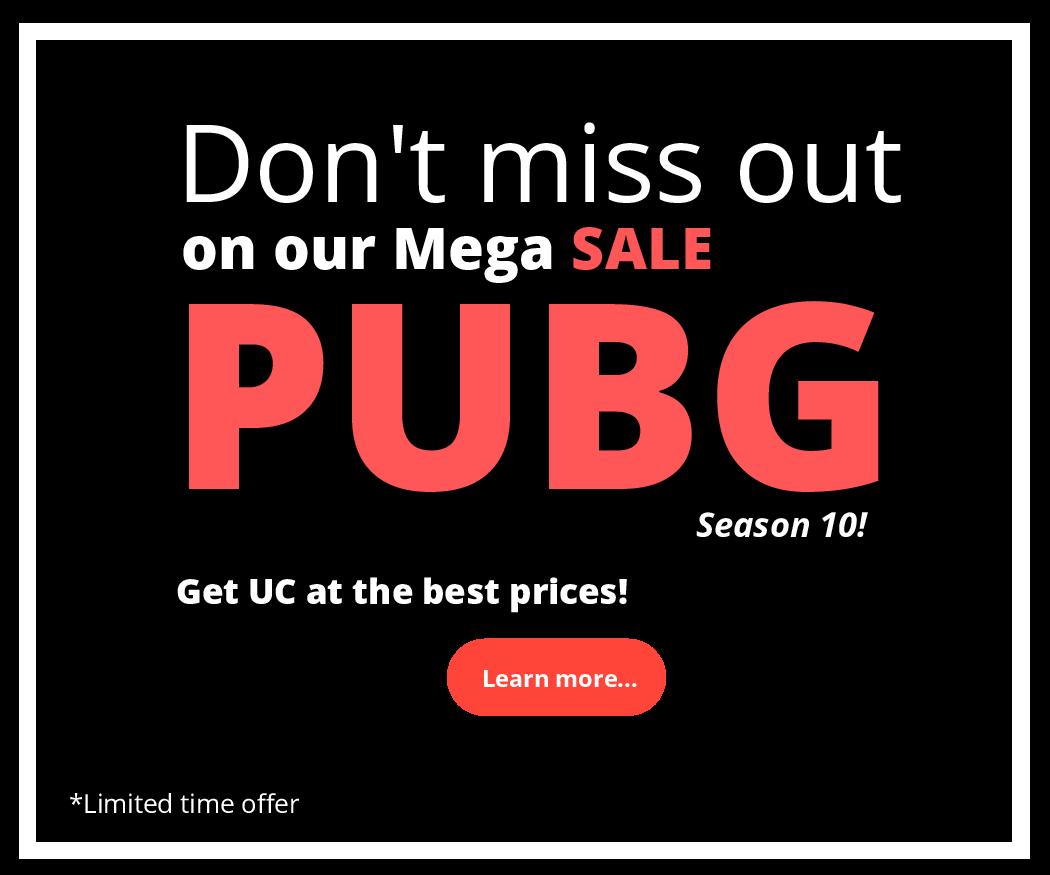 Don't miss out
on our Mega SALE
PUBG
Season 10!
Get UC at the best prices!
Learn more...
*Limited time offer